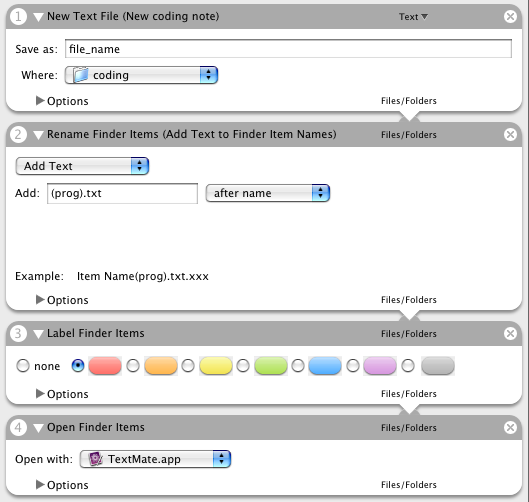 1 New Text File (New coding note) Text
Save as: file_name
Where: coding
Options Files/Folders
2 Rename Finder Items (Add Text to Finder Item Names) Files/Folders
Add Text
Add: (prog).txt after name
Example: Item Name(prog).txt.xxx
Options Files/Folders
3 Label Finder Items Files/Folders
none
Options Files/Folders
4 Open Finder Items Files/Folders
Open with: TextMate.app
Options Files/Folders